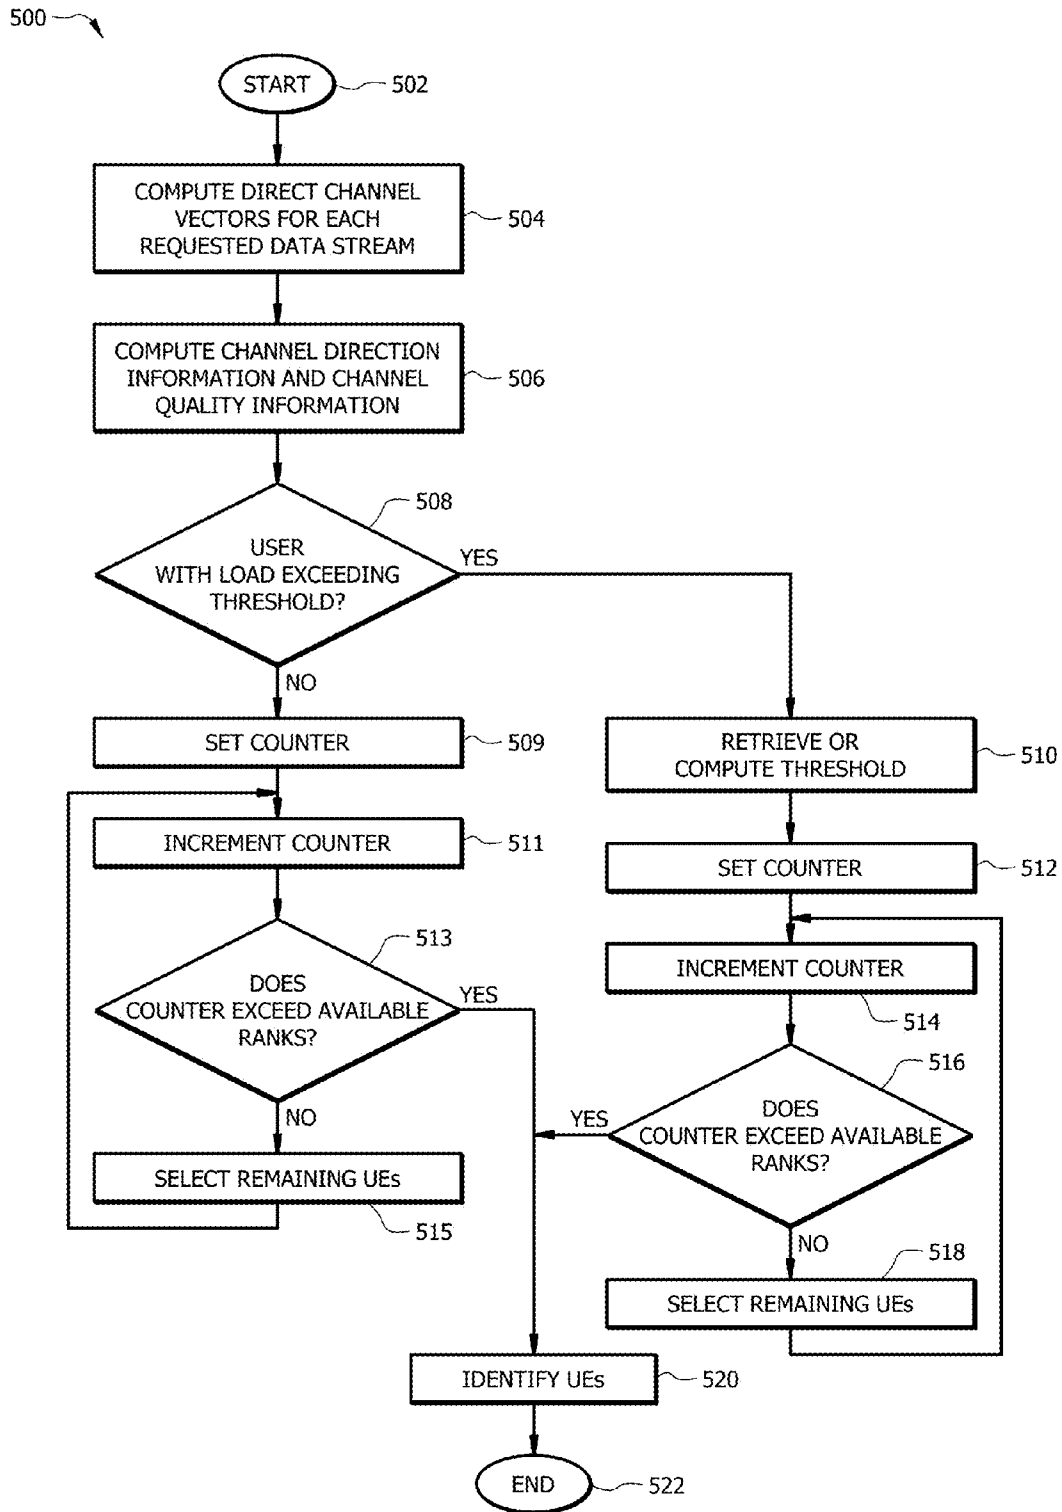 500
START
502
COMPUTE DIRECT CHANNEL
VECTORS FOR EACH
REQUESTED DATA STREAM
504
COMPUTE CHANNEL DIRECTION
INFORMATION AND CHANNEL
QUALITY INFORMATION
506
508
USER
WITH LOAD EXCEEDING
THRESHOLD?
YES
NO
SET COUNTER
509
RETRIEVE OR
COMPUTE THRESHOLD
510
INCREMENT COUNTER
511
SET COUNTER
512
513
DOES
COUNTER EXCEED AVAILABLE
RANKS?
YES
NO
INCREMENT COUNTER
514
516
DOES
COUNTER EXCEED AVAILABLE
RANKS?
YES
NO
SELECT REMAINING UEs
515
518
SELECT REMAINING UEs
IDENTIFY UEs
520
END
522